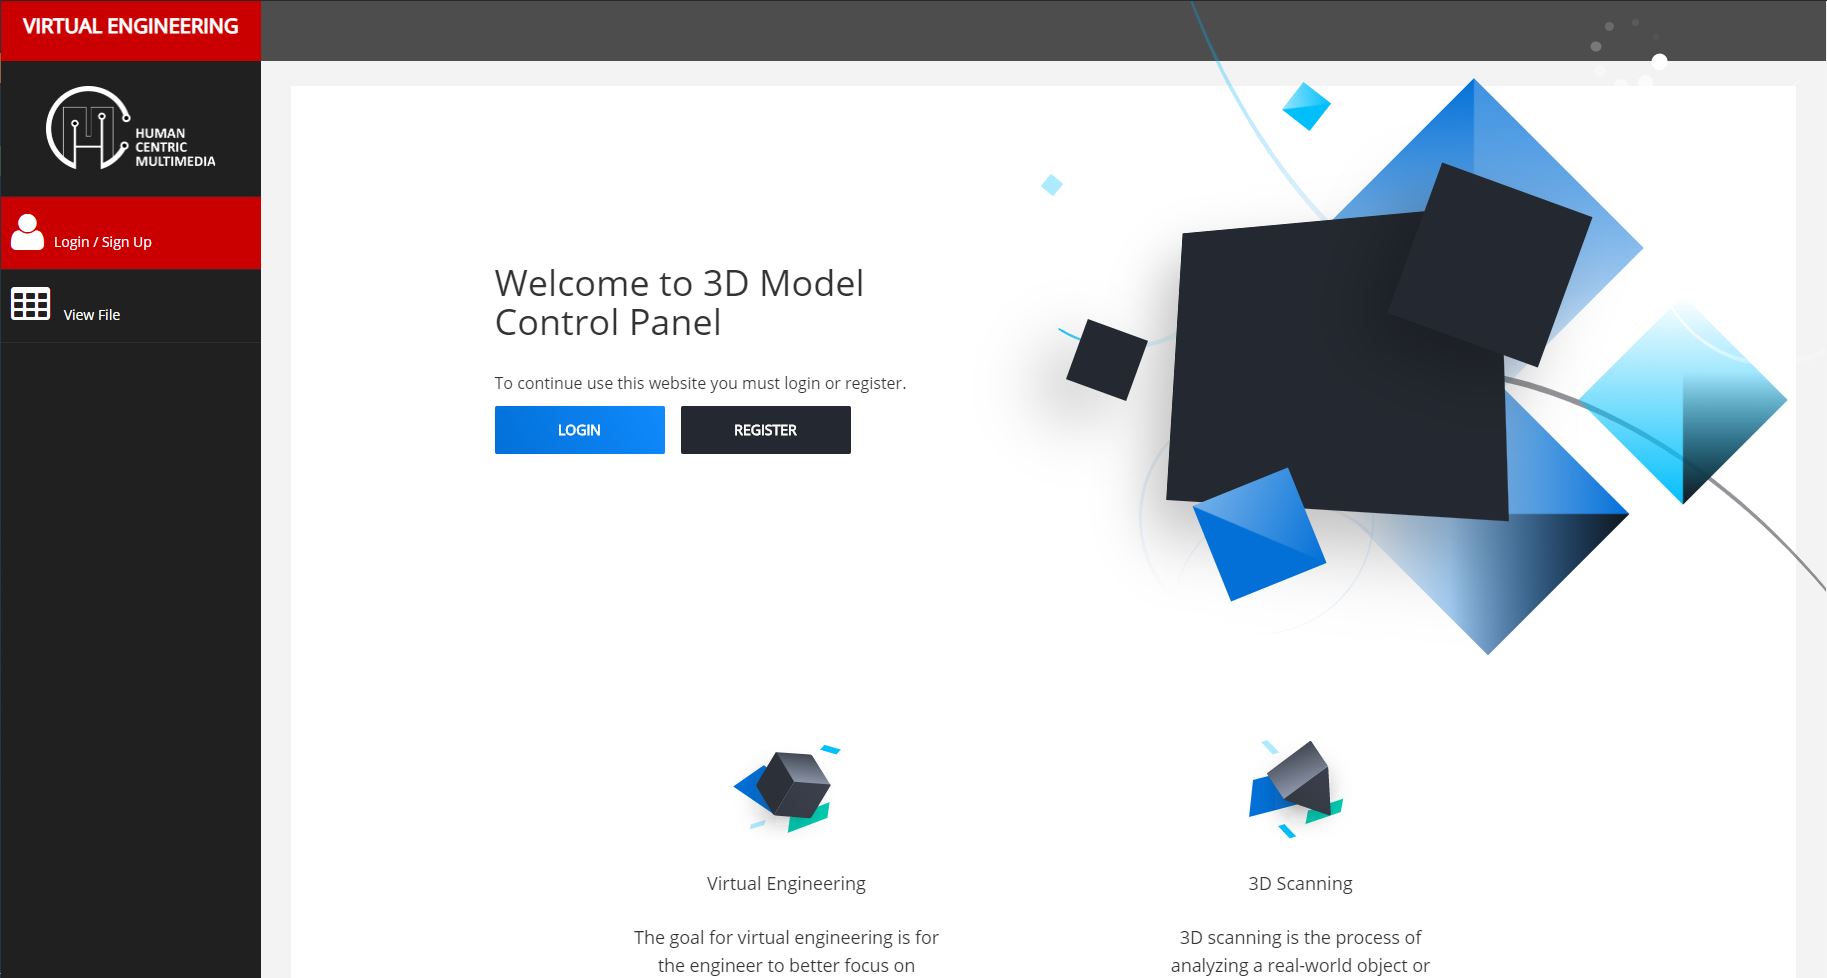 VIRTUAL ENGINEERING
HUMAN
CENTRIC
MULTIMEDIA
Login / Sign Up
View File
Welcome to 3D Model
Control Panel
To continue use this website you must login or register.
LOGIN
REGISTER
Virtual Engineering
The goal for virtual engineering is for
the engineer to better focus on
3D Scanning
3D scanning is the process of
analyzing a real-world object or